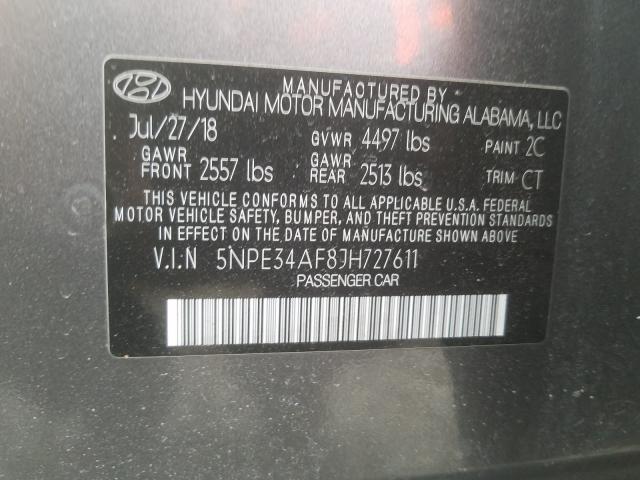 MANUFACTURED BY
HYUNDAI MOTOR MANUFACTURING ALABAMA, LLC
Jul/27/18 GVWR 4497 lbs PAINT 2C
GAWR FRONT 2557 lbs GAWR REAR 2513 lbs TRIM CT
THIS VEHICLE CONFORMS TO ALL APPLICABLE U.S.A. FEDERAL
MOTOR VEHICLE SAFETY, BUMPER, AND THEFT PREVENTION STANDARDS
IN EFFECT ON THE DATE OF MANUFACTURE SHOWN ABOVE.
V.I.N 5NPE34AF8JH727611
PASSENGER CAR